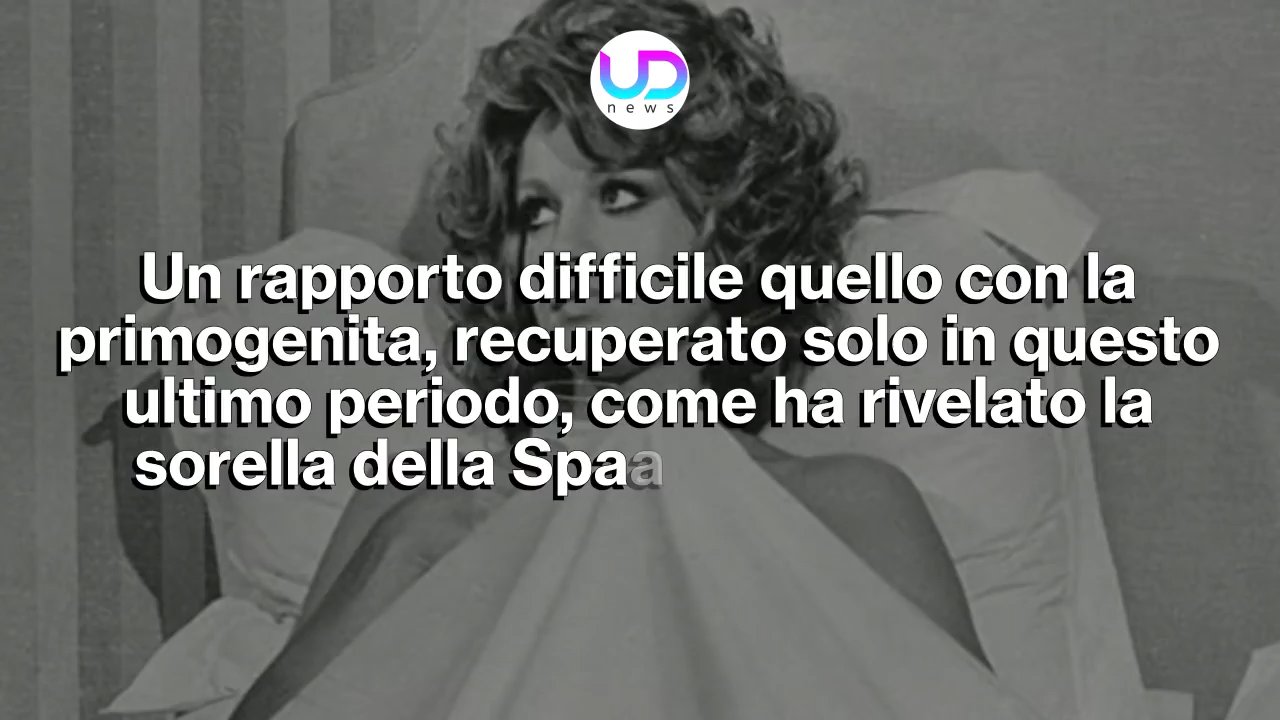 UD
news
Un rapporto difficile quello con la
primogenita, recuperato solo in questo
ultimo periodo, come ha rivelato la
sorella della Spaa